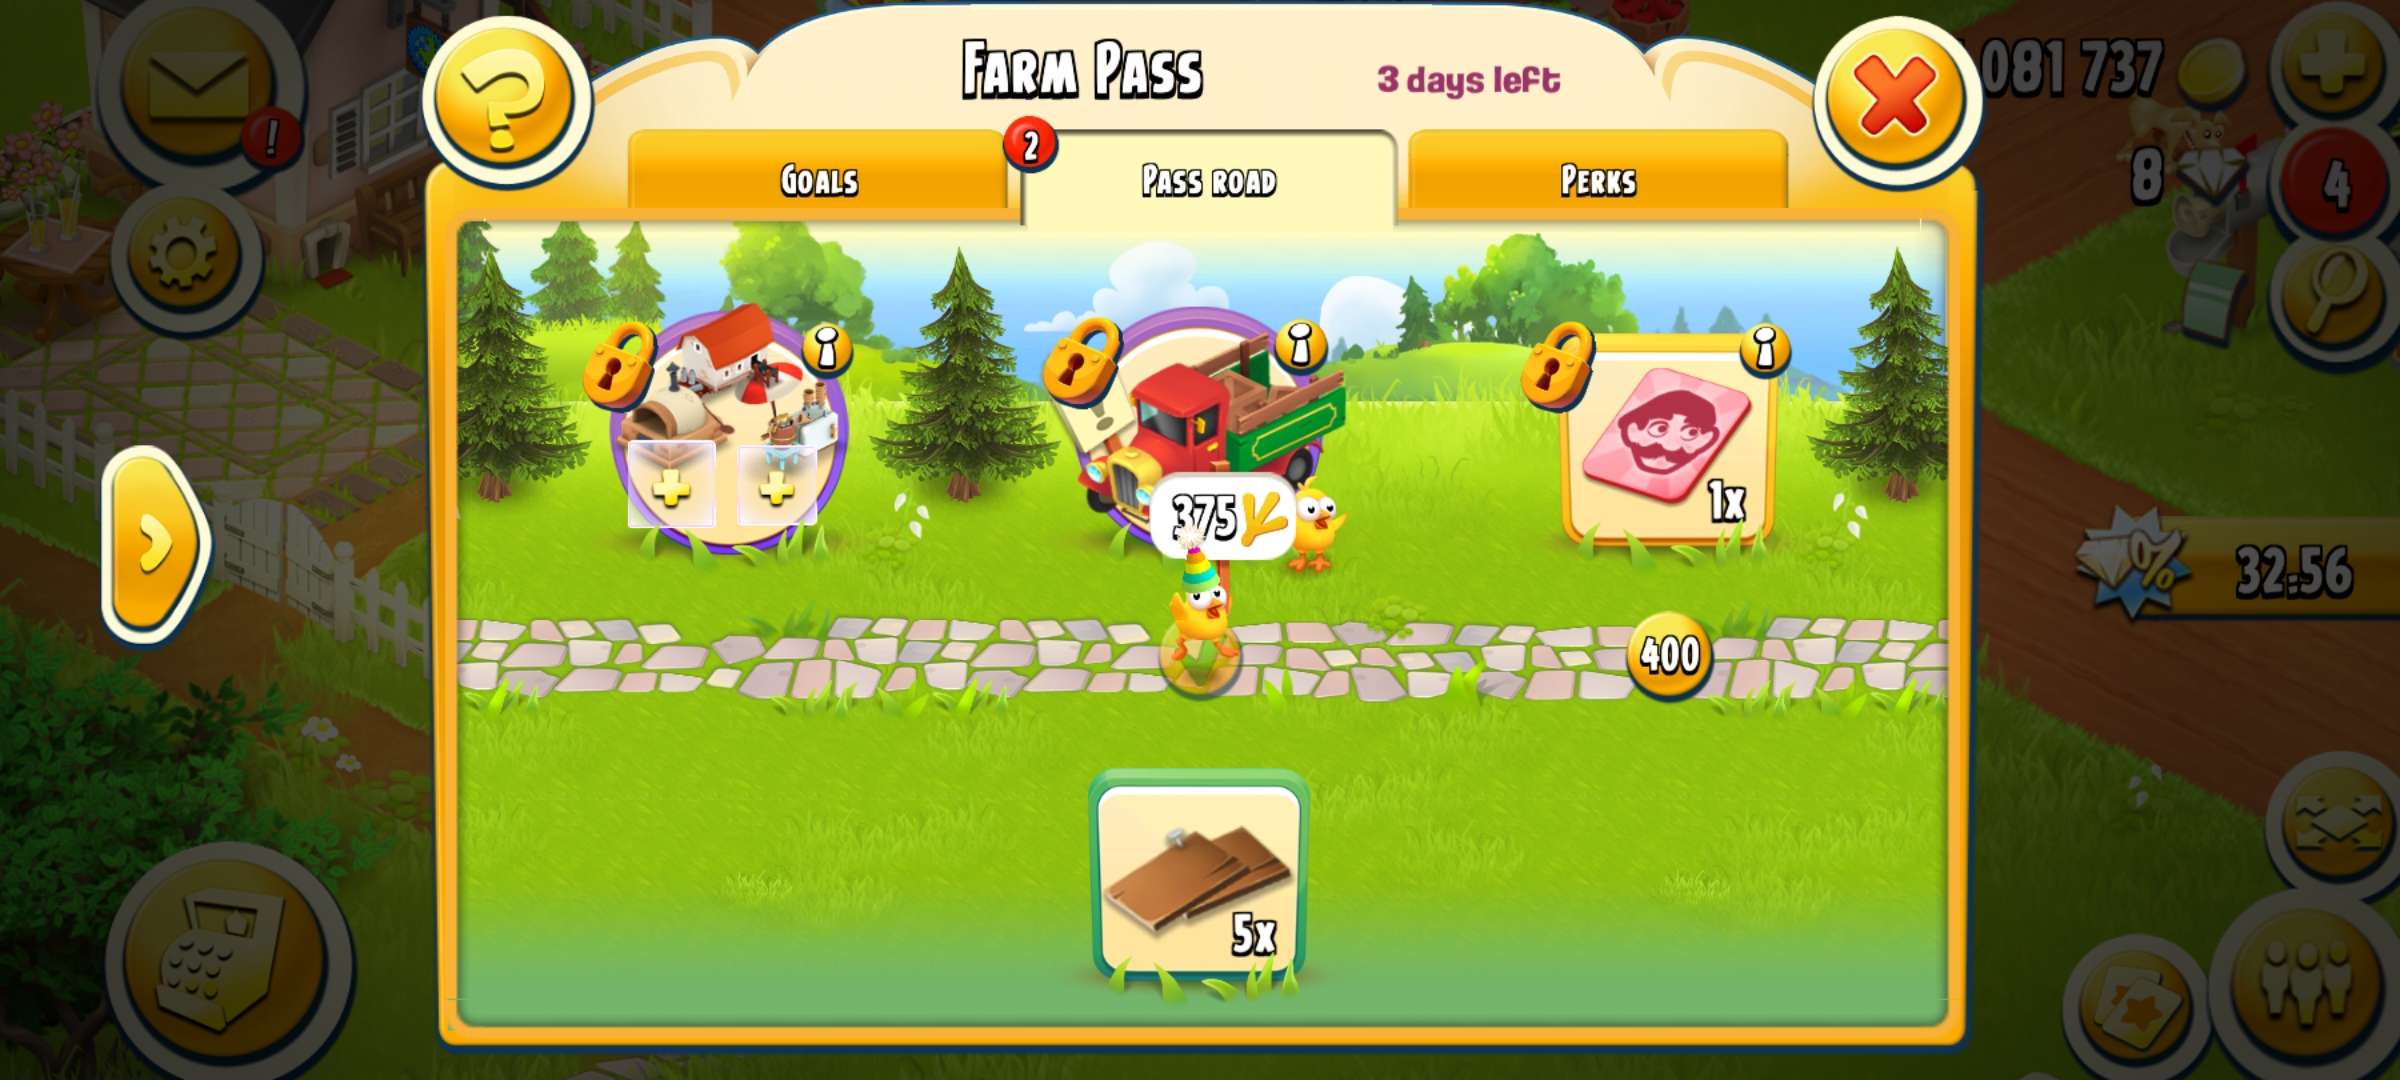 FARM PASS
3 days left
GOALS
2
PASS ROAD
PERKS
!
081 737
8
4
1x
375
32:56
400
5x